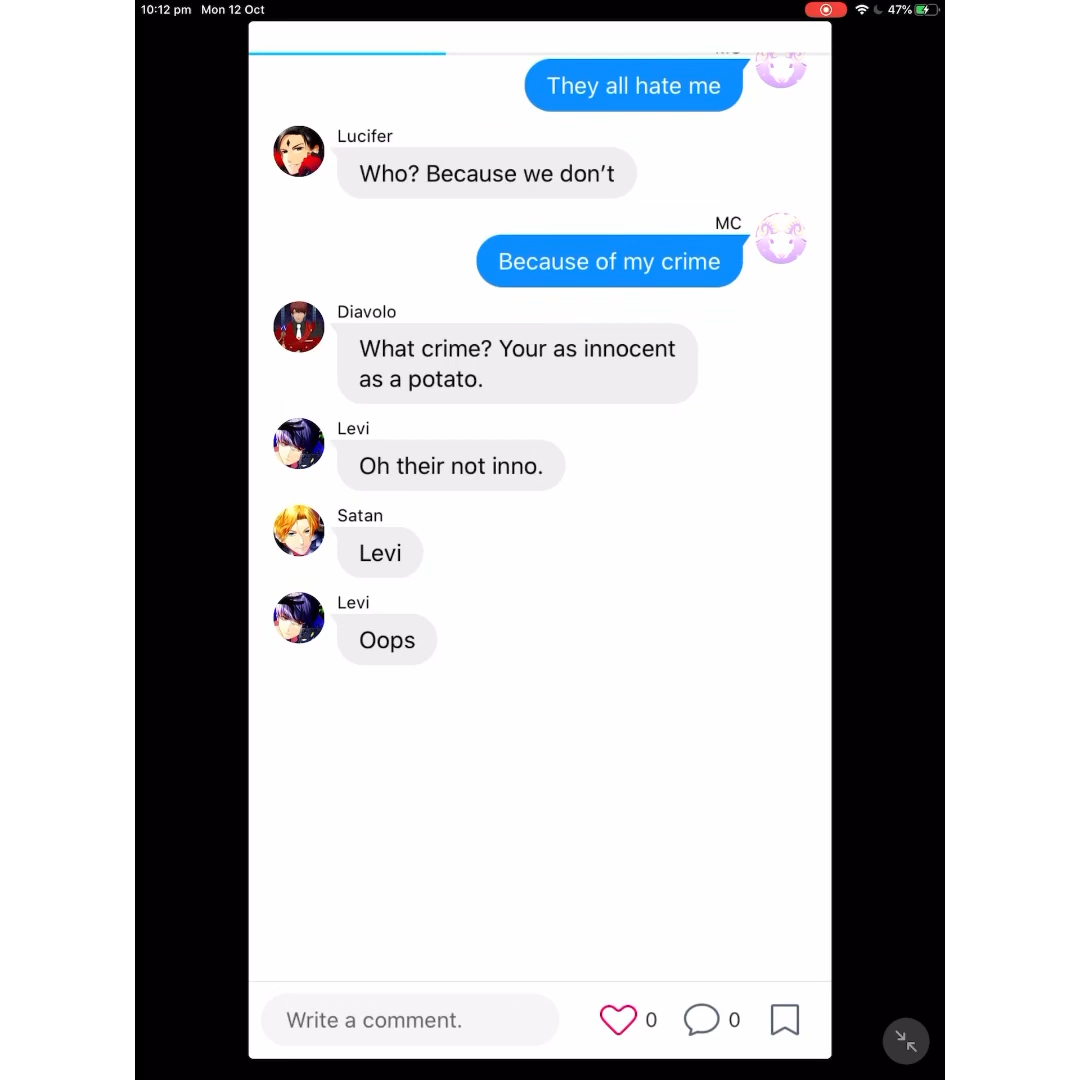 10:12 pm Mon 12 Oct 47%
They all hate me
Lucifer
Who? Because we don’t
MC
Because of my crime
Diavolo
What crime? Your as innocent
as a potato.
Levi
Oh their not inno.
Satan
Levi
Levi
Oops
Write a comment. 0 0